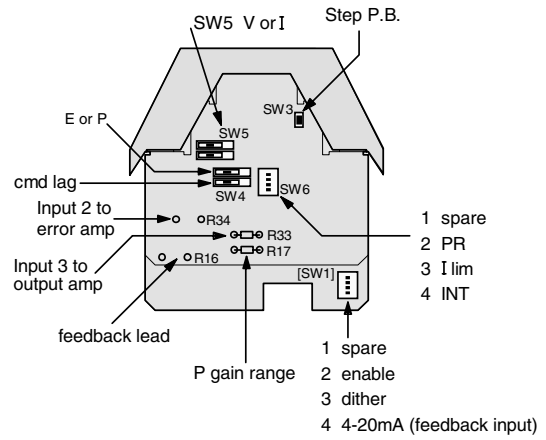 SW5 V or I
Step P.B.
SW3
E or P
SW5
cmd lag
SW4
SW6
Input 2 to
error amp
R34
R33
R17
Input 3 to
output amp
R16
[SW1]
feedback lead
P gain range
1 spare
2 PR
3 I lim
4 INT
1 spare
2 enable
3 dither
4 4-20mA (feedback input)